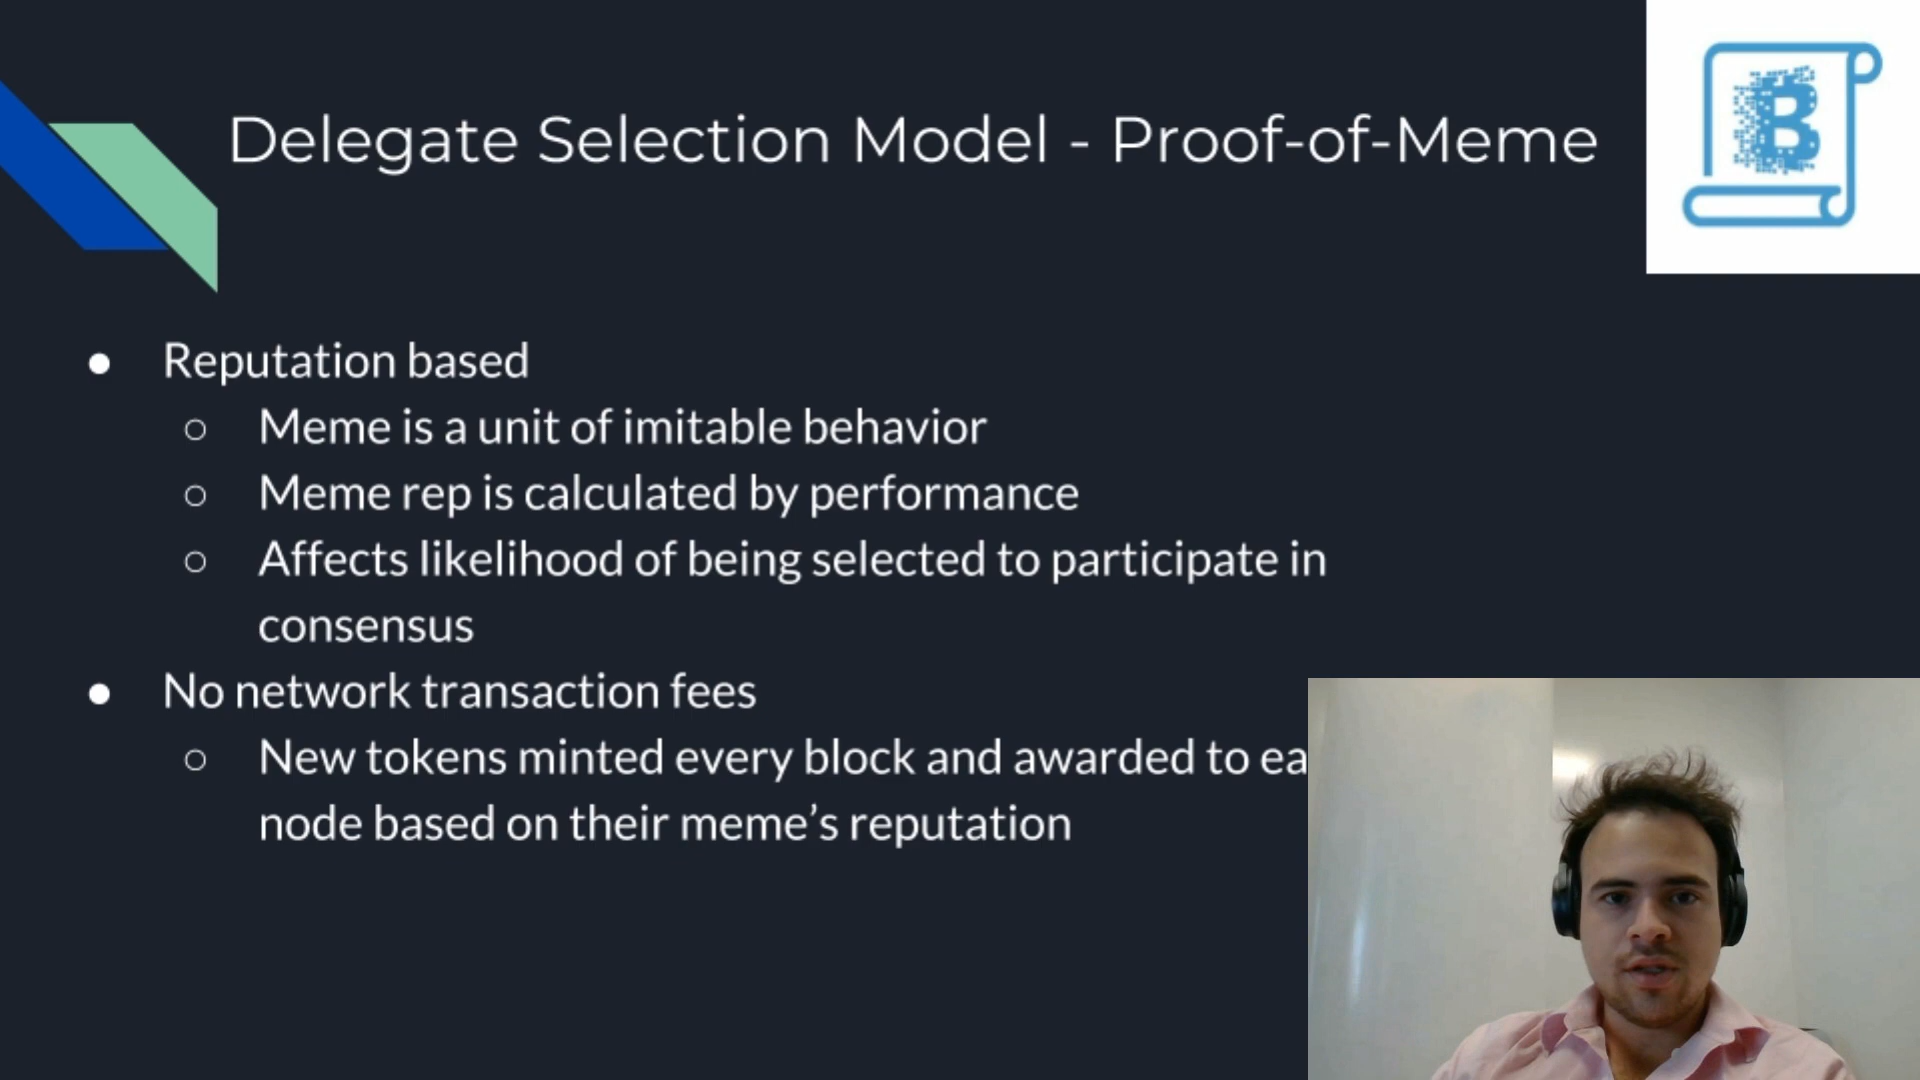 Delegate Selection Model - Proof-of-Meme
● Reputation based
○ Meme is a unit of imitable behavior
○ Meme rep is calculated by performance
○ Affects likelihood of being selected to participate in
consensus
● No network transaction fees
○ New tokens minted every block and awarded to
node based on their meme’s reputation